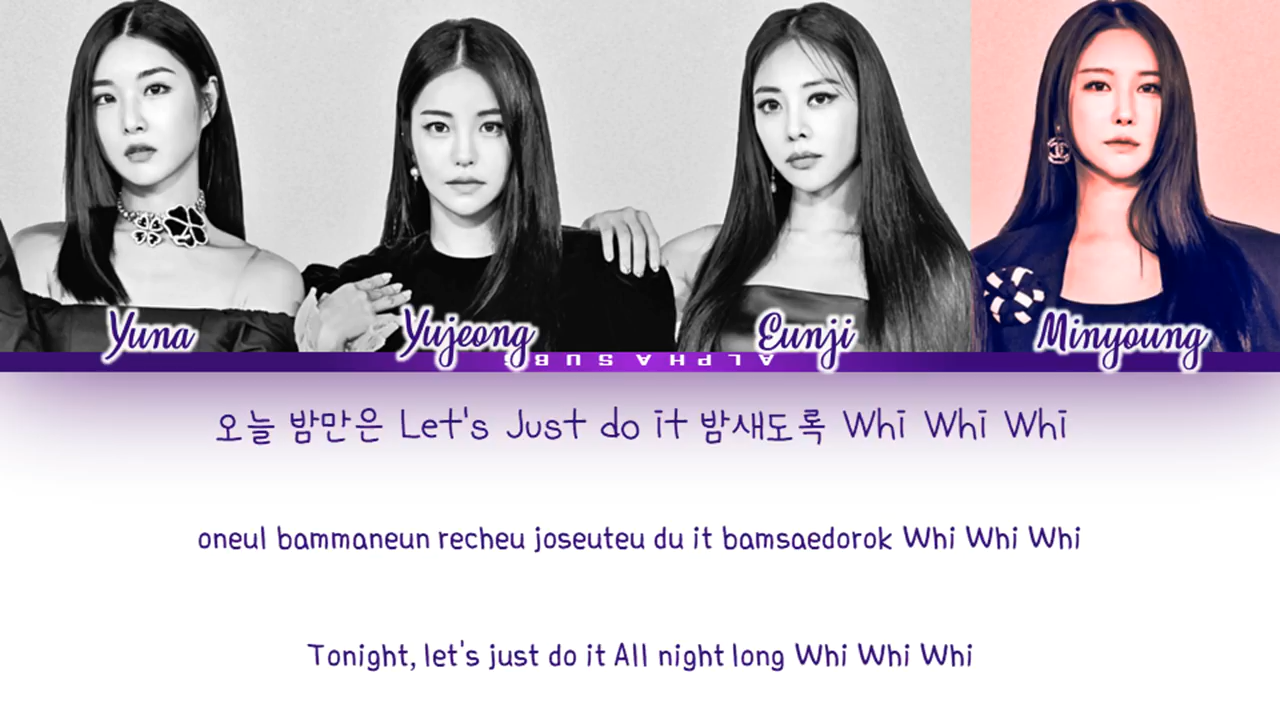 Yuna
Yujeong
Eunji
Minyoung
ALPHA SUBS
오늘 밤만은 Let's Just do it 밤새도록 Whi Whi Whi
oneul bammaneun recheu joseuteu du it bamsaedorok Whi Whi Whi
Tonight, let's just do it All night long Whi Whi Whi